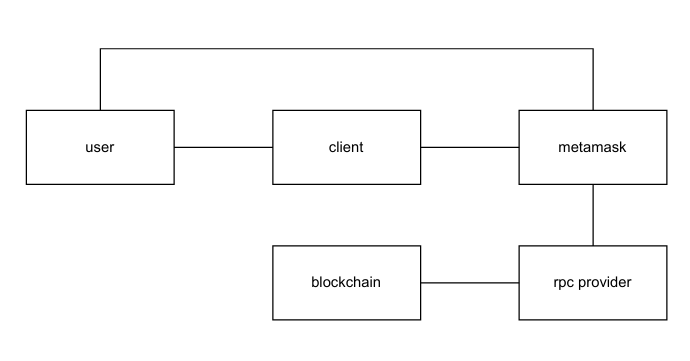 user
client
metamask
blockchain
rpc provider